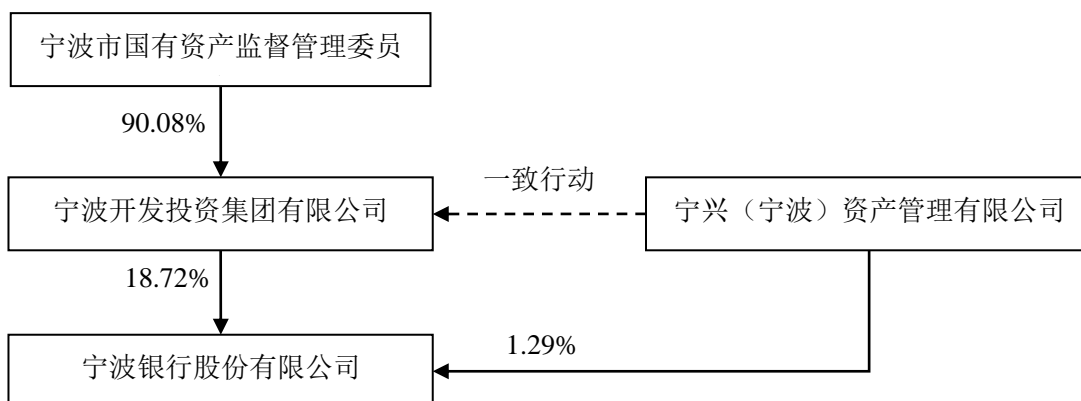 宁波市国有资产监督管理委员
90.08%
一致行动
宁波开发投资集团有限公司
宁兴（宁波）资产管理有限公司
18.72%
1.29%
宁波银行股份有限公司